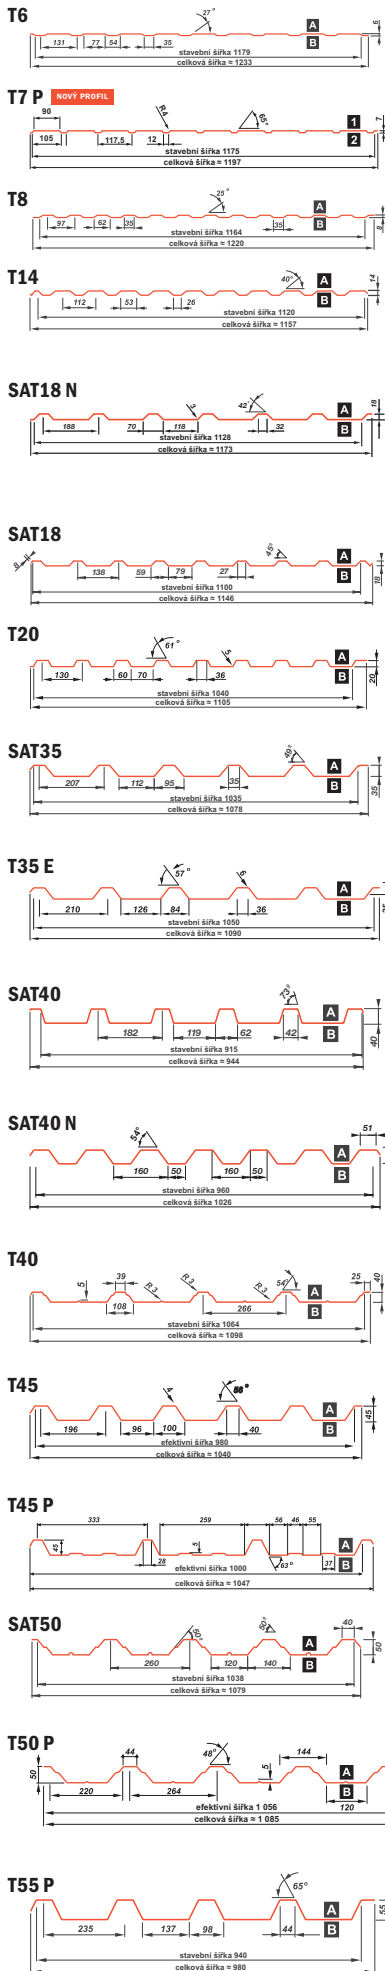 T6
27°
A
6
131 77 54 35
B
stavební šířka 1179
celková šířka ≈ 1233
T7 P NOVÝ PROFIL
90 R4 65° 1 7
105 117,5 12 2
stavební šířka 1175
celková šířka ≈ 1197
T8
25°
A
97 62 35 35 B 8
stavební šířka 1164
celková šířka ≈ 1220
T14
40° A 14
112 53 26 B
stavební šířka 1120
celková šířka ≈ 1157
SAT18 N
3 42° A 18
188 70 118 32 B
stavební šířka 1128
celková šířka ≈ 1173
SAT18
8 45° A
138 59 79 27 B 18
stavební šířka 1100
celková šířka ≈ 1146
T20
61° 5 A
130 60 70 36 B 20
stavební šířka 1040
celková šířka ≈ 1105
SAT35
49° A
207 112 95 35 B 35
stavební šířka 1035
celková šířka ≈ 1078
T35 E
57° 6 A
210 126 84 36 B
stavební šířka 1050
celková šířka ≈ 1090
SAT40
73° A
182 119 62 42 B 40
stavební šířka 915
celková šířka ≈ 944
SAT40 N
54° 51
A
160 50 160 50 B
stavební šířka 960
celková šířka 1026
T40
5 39 R 3 R 3 R 3 54° A 25 40
108 266 B
stavební šířka 1064
celková šířka ≈ 1098
T45
4 56° A
196 96 100 40 B 45
efektivní šířka 980
celková šířka ≈ 1040
T45 P
333 259 56 46 55
45 5 A
28 63° 37 B
efektivní šířka 1000
celková šířka ≈ 1047
SAT50
50° 50° 40
A 50
260 120 140 B
stavební šířka 1038
celková šířka ≈ 1079
T50 P
44 48° 144
50 5 A
220 264 B 120
efektivní šířka 1 056
celková šířka ≈ 1 085
T55 P
65° A 55
235 137 98 44 B
stavební šířka 940
celková šířka ≈ 980